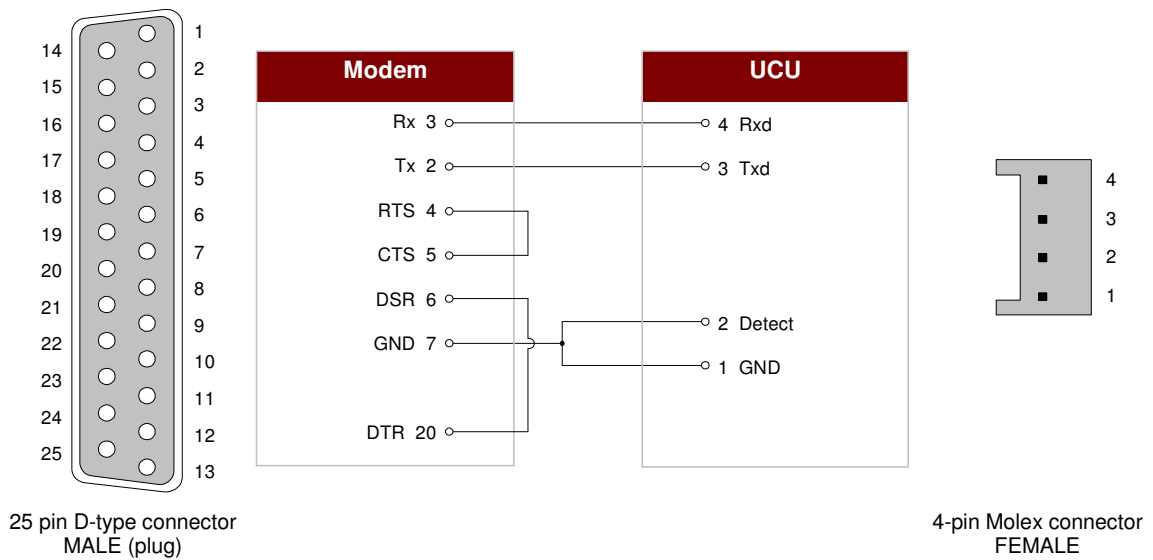 1
14
2
15
3
16
4
17
5
18
6
19
7
20
8
21
9
22
10
23
11
24
12
25
13
25 pin D-type connector
MALE (plug)
Modem
Rx 3
Tx 2
RTS 4
CTS 5
DSR 6
GND 7
DTR 20
UCU
4 Rxd
3 Txd
2 Detect
1 GND
4
3
2
1
4-pin Molex connector
FEMALE